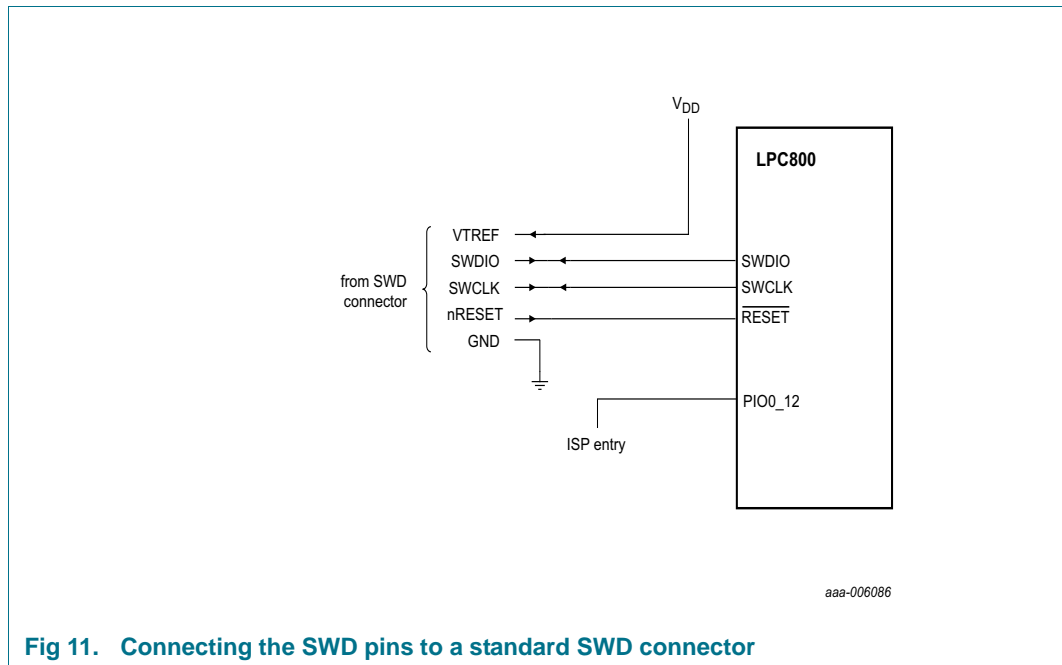 VDD
LPC800
from SWD
connector
VTREF
SWDIO
SWCLK
nRESET
GND
SWDIO
SWCLK
RESET
PIO0_12
ISP entry
aaa-006086
Fig 11. Connecting the SWD pins to a standard SWD connector